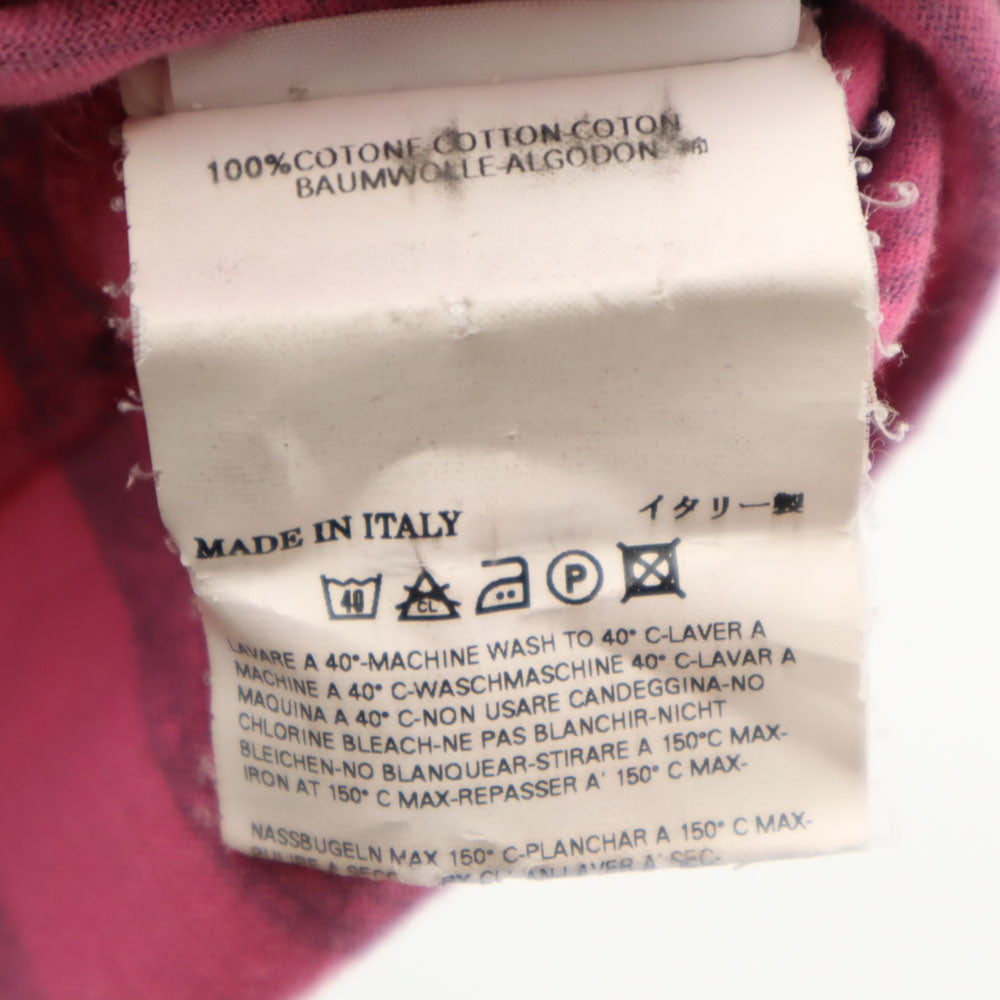 100%COTONE-COTTON-COTON
BAUMWOLLE-ALGODON 綿
MADE IN ITALY
イタリー製
40 CL P
LAVARE A 40°-MACHINE WASH TO 40° C-LAVER A
MACHINE A 40° C-WASCHMASCHINE 40° C-LAVAR A
MAQUINA A 40° C-NON USARE CANDEGGINA-NO
CHLORINE BLEACH-NE PAS BLANCHIR-NICHT
BLEICHEN-NO BLANQUEAR-STIRARE A 150°C MAX-
IRON AT 150° C MAX-REPASSER A' 150° C MAX-
NASSBUGELN MAX 150° C-PLANCHAR A 150° C MAX-
A SECC LAVER A' SEC-